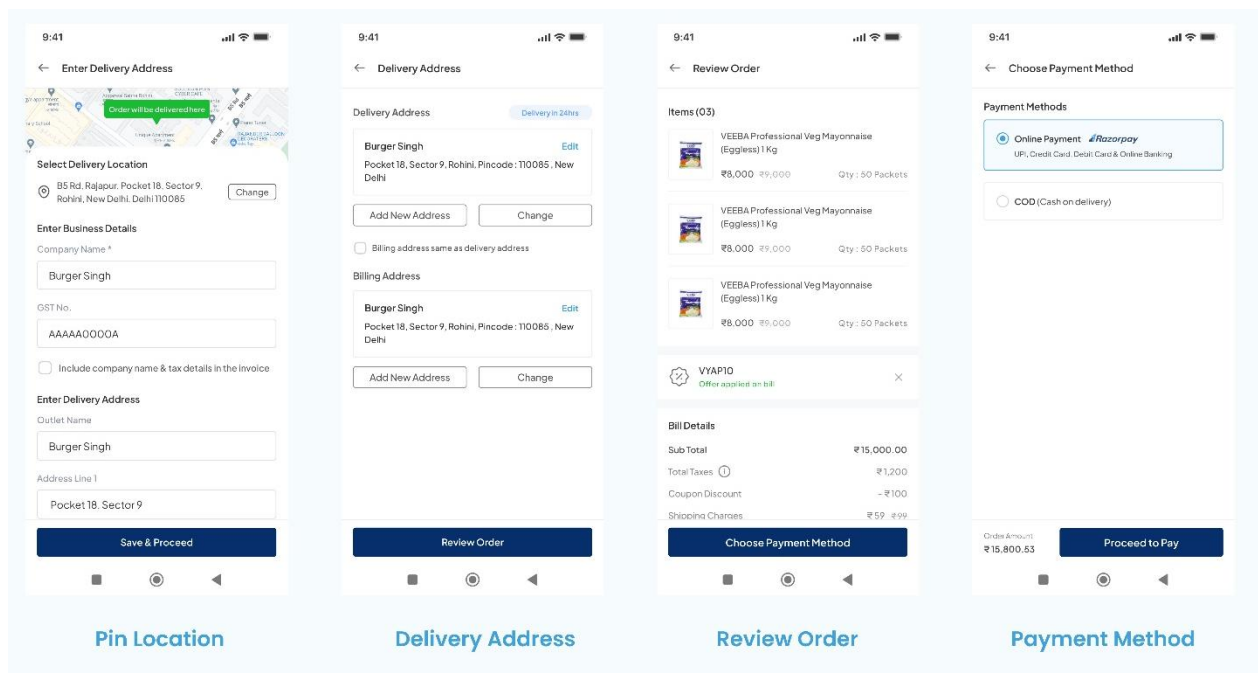 9:41
Enter Delivery Address
Order will be delivered here
Select Delivery Location
B5 Rd, Rajapur. Pocket 18, Sector 9,
Rohini, New Delhi. Delhi 110085
Change
Enter Business Details
Company Name *
Burger Singh
GST No.
AAAAA0000A
Include company name & tax details in the invoice
Enter Delivery Address
Outlet Name
Burger Singh
Address Line 1
Pocket 18. Sector 9
Save & Proceed
Pin Location
9:41
Delivery Address
Delivery Address
Delivery in 24hrs
Burger Singh
Edit
Pocket 18, Sector 9, Rohini, Pincode : 110085 , New
Delhi
Add New Address
Change
Billing address same as delivery address
Billing Address
Burger Singh
Edit
Pocket 18, Sector 9, Rohini, Pincode : 110085 , New
Delhi
Add New Address
Change
Review Order
Delivery Address
9:41
Review Order
Items (03)
VEEBA Professional Veg Mayonnaise
(Eggless) 1 Kg
₹8,000 ₹9,000
Qty : 50 Packets
VEEBA Professional Veg Mayonnaise
(Eggless) 1 Kg
₹8,000 ₹9,000
Qty : 50 Packets
VEEBA Professional Veg Mayonnaise
(Eggless) 1 Kg
₹8,000 ₹9,000
Qty : 50 Packets
VYAP10
Offer applied on bill
Bill Details
Sub Total
₹15,000.00
Total Taxes
₹1,200
Coupon Discount
- ₹100
Shipping Charges
₹59 ₹99
Choose Payment Method
Review Order
9:41
Choose Payment Method
Payment Methods
Online Payment Razorpay
UPI, Credit Card, Debit Card & Online Banking
COD (Cash on delivery)
Order Amount
₹15,800.53
Proceed to Pay
Payment Method